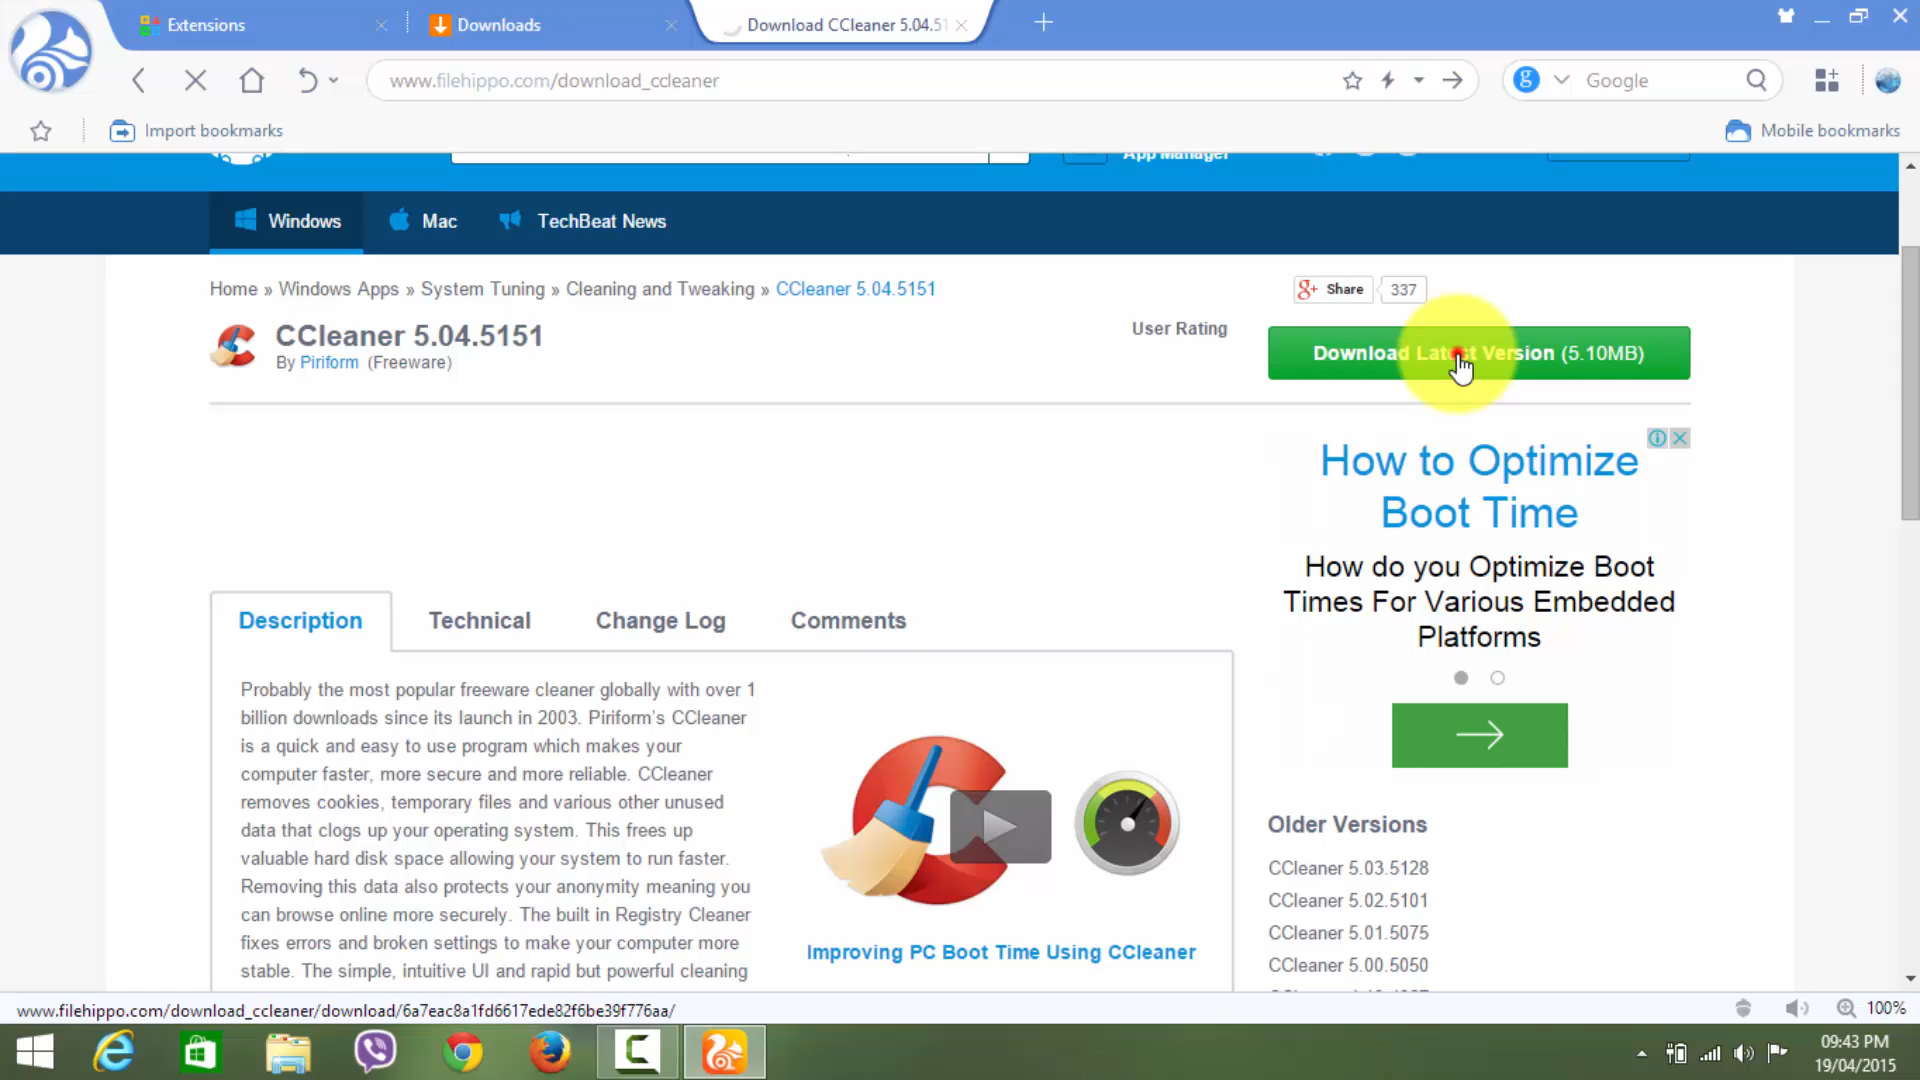 Extensions
Downloads
Download CCleaner 5.04.51
www.filehippo.com/download_ccleaner
Google
Import bookmarks
Mobile bookmarks
App Manager
Windows
Mac
TechBeat News
Home » Windows Apps » System Tuning » Cleaning and Tweaking » CCleaner 5.04.5151
g+ Share
337
CCleaner 5.04.5151
By Piriform (Freeware)
User Rating
Download Latest Version (5.10MB)
How to Optimize
Boot Time
How do you Optimize Boot
Times For Various Embedded
Platforms
Description
Technical
Change Log
Comments
Probably the most popular freeware cleaner globally with over 1
billion downloads since its launch in 2003. Piriform's CCleaner
is a quick and easy to use program which makes your
computer faster, more secure and more reliable. CCleaner
removes cookies, temporary files and various other unused
data that clogs up your operating system. This frees up
valuable hard disk space allowing your system to run faster.
Removing this data also protects your anonymity meaning you
can browse online more securely. The built in Registry Cleaner
fixes errors and broken settings to make your computer more
stable. The simple, intuitive UI and rapid but powerful cleaning
Improving PC Boot Time Using CCleaner
Older Versions
CCleaner 5.03.5128
CCleaner 5.02.5101
CCleaner 5.01.5075
CCleaner 5.00.5050
www.filehippo.com/download_ccleaner/download/6a7eac8a1fd6617ede82f6be39f776aa/
100%
09:43 PM
19/04/2015